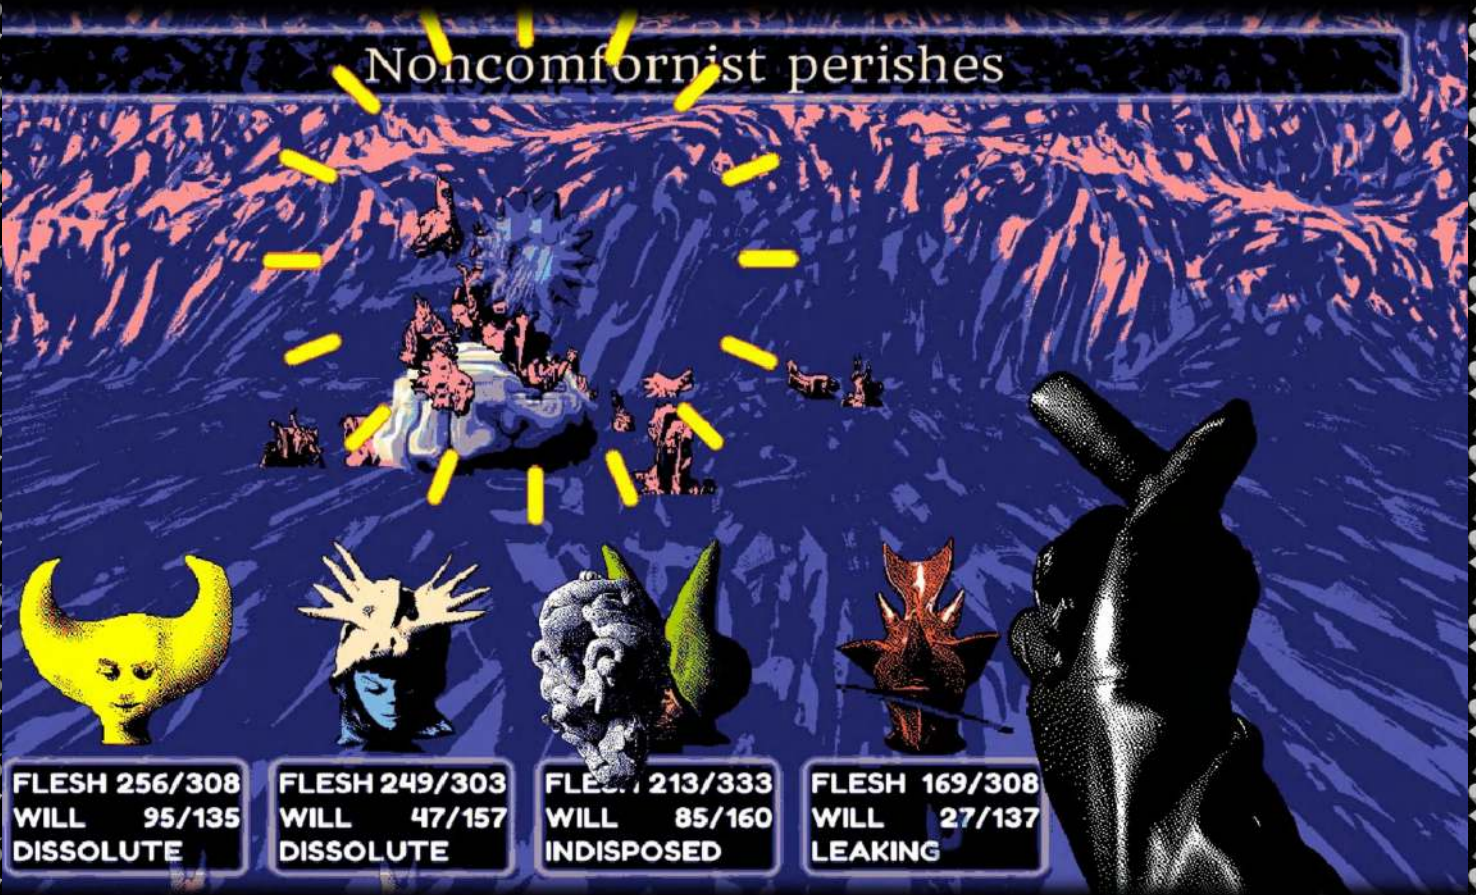 Noncomfornist perishes
FLESH 256/308
WILL 95/135
DISSOLUTE
FLESH 249/303
WILL 47/157
DISSOLUTE
FLESH 213/333
WILL 85/160
INDISPOSED
FLESH 169/308
WILL 27/137
LEAKING